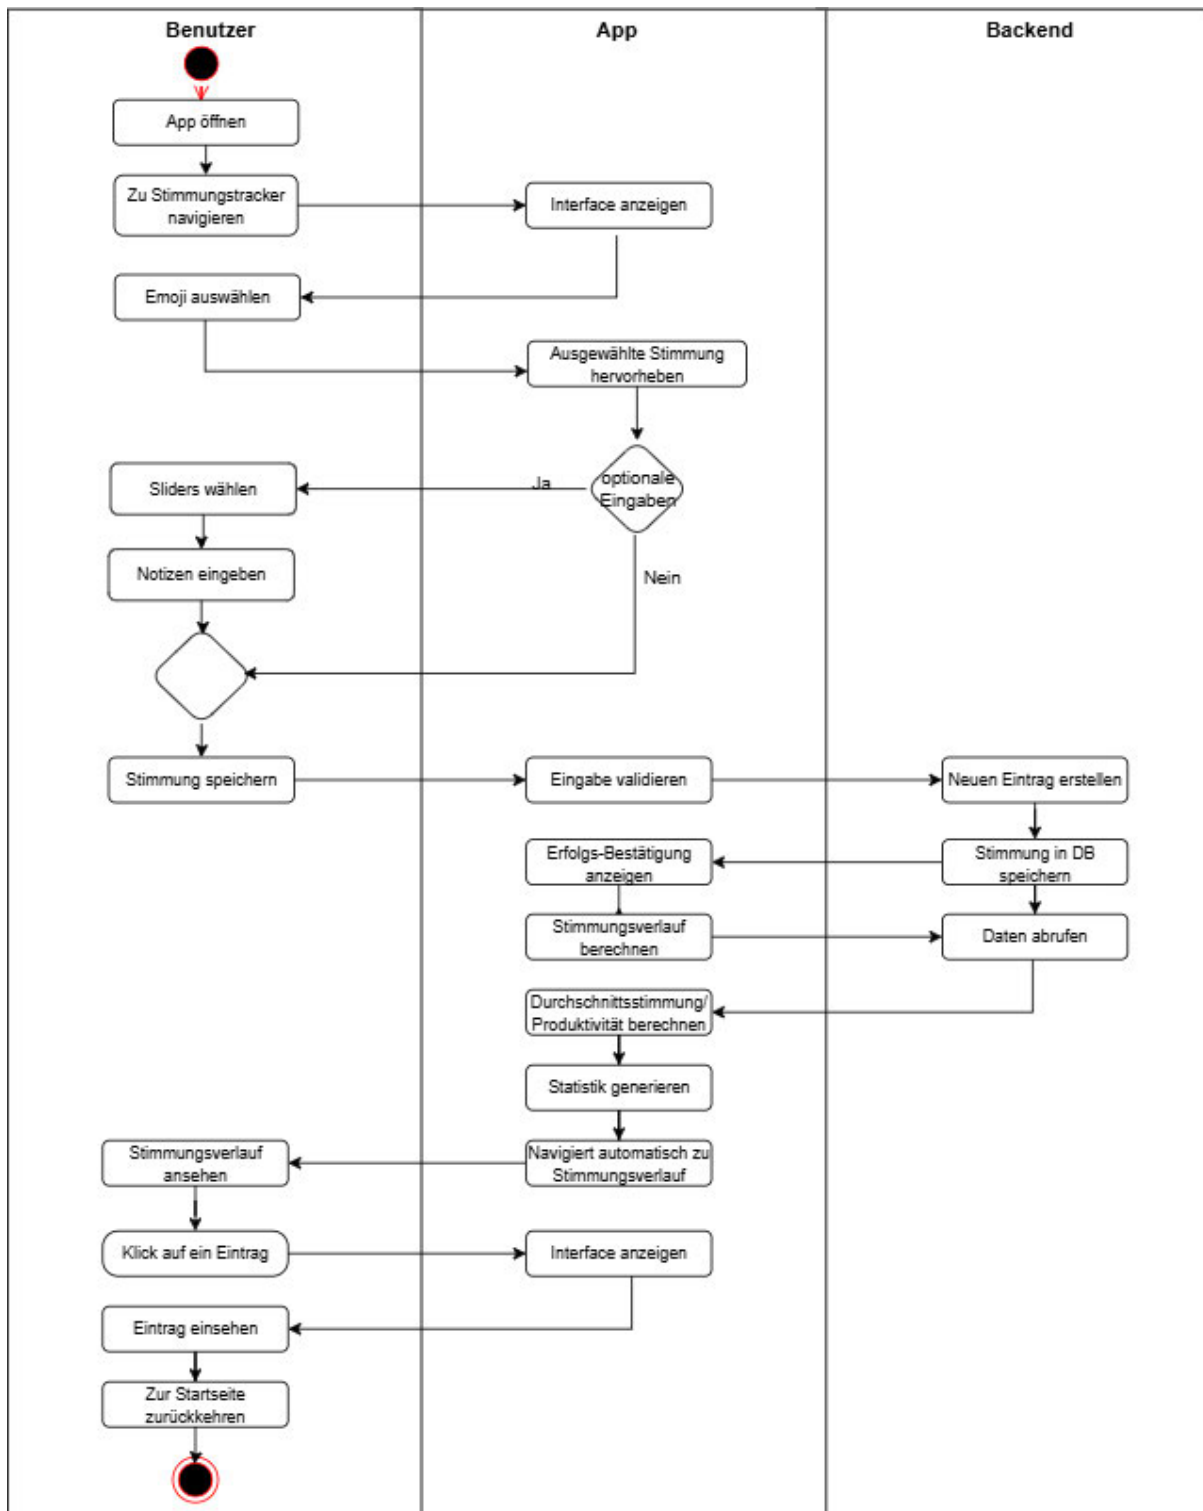 Benutzer
App
Backend
App öffnen
Zu Stimmungstracker
navigieren
Interface anzeigen
Emoji auswählen
Ausgewählte Stimmung
hervorheben
optionale
Eingaben
Ja
Sliders wählen
Nein
Notizen eingeben
Stimmung speichern
Eingabe validieren
Neuen Eintrag erstellen
Erfolgs-Bestätigung
anzeigen
Stimmung in DB
speichern
Stimmungsverlauf
berechnen
Daten abrufen
Durchschnittsstimmung/
Produktivität berechnen
Statistik generieren
Navigiert automatisch zu
Stimmungsverlauf
Stimmungsverlauf
ansehen
Klick auf ein Eintrag
Interface anzeigen
Eintrag einsehen
Zur Startseite
zurückkehren